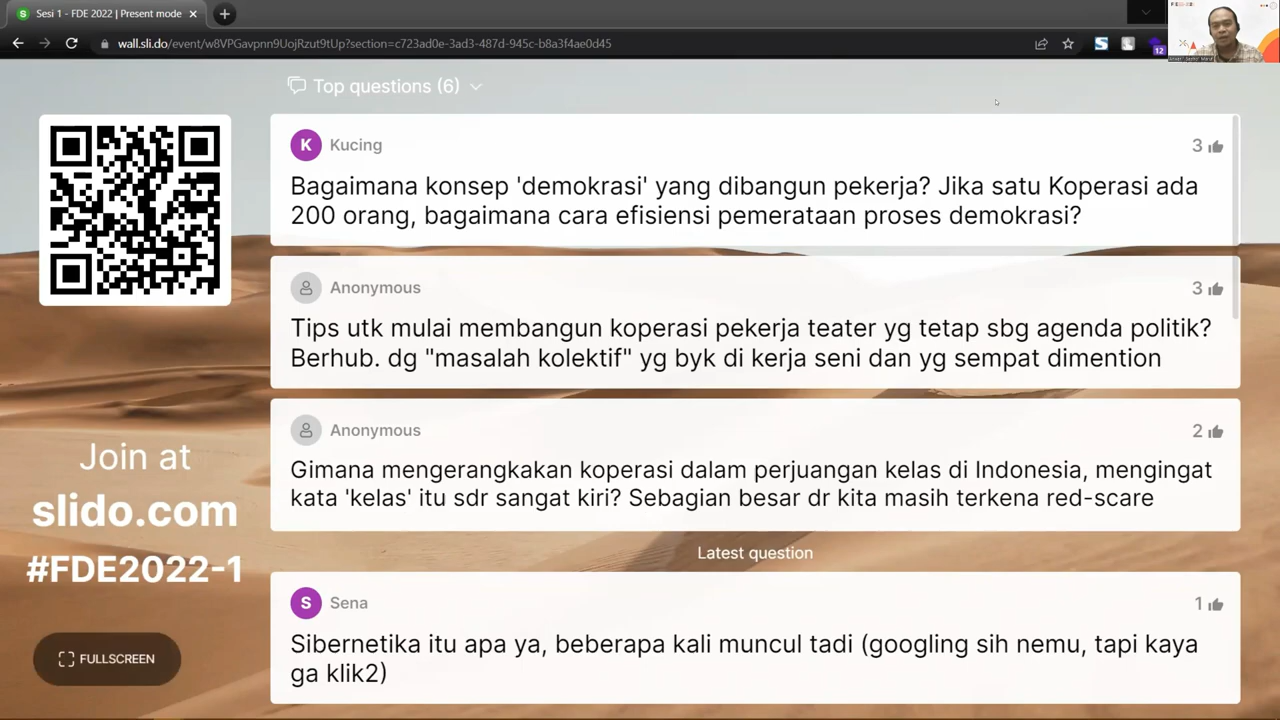 Sesi 1 - FDE 2022 | Present mode
wall.sli.do/event/w8VPGavpnn9UojRzut9tUp?section=c723ad0e-3ad3-487d-945c-b8a3f4ae0d45
12
Top questions (6)
K Kucing 3
Bagaimana konsep 'demokrasi' yang dibangun pekerja? Jika satu Koperasi ada
200 orang, bagaimana cara efisiensi pemerataan proses demokrasi?
Anonymous 3
Tips utk mulai membangun koperasi pekerja teater yg tetap sbg agenda politik?
Berhub. dg "masalah kolektif" yg byk di kerja seni dan yg sempat dimention
Anonymous 2
Gimana mengerangkakan koperasi dalam perjuangan kelas di Indonesia, mengingat
kata 'kelas' itu sdr sangat kiri? Sebagian besar dr kita masih terkena red-scare
Latest question
S Sena 1
Sibernetika itu apa ya, beberapa kali muncul tadi (googling sih nemu, tapi kaya
ga klik2)
Join at
slido.com
#FDE2022-1
FULLSCREEN